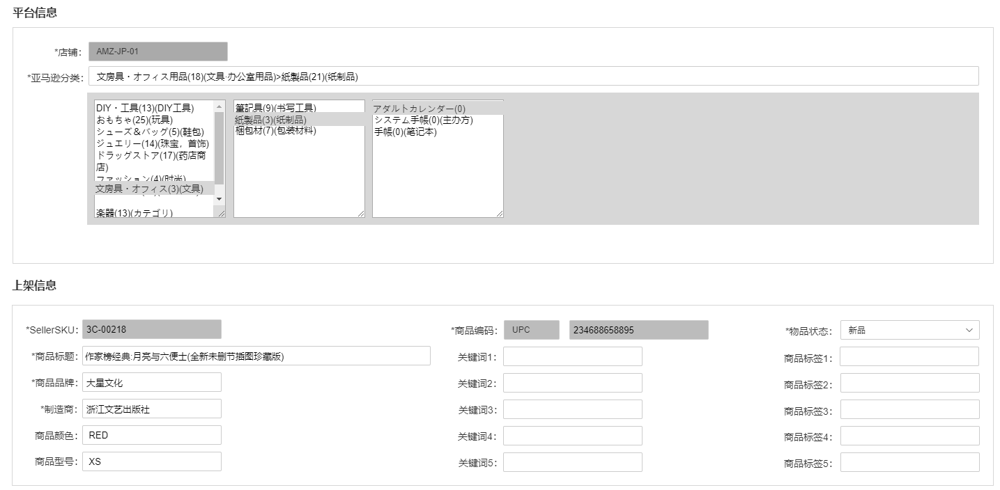 平台信息
*店铺: AMZ-JP-01
*亚马逊分类: 文房具・オフィス用品(18)(文具·办公室用品)>紙製品(21)(纸制品)
DIY・工具(13)(DIY工具)
おもちゃ(25)(玩具)
シューズ＆バッグ(5)(鞋包)
ジュエリー(14)(珠宝，首饰)
ドラッグストア(17)(药店商
店)
ファッション(4)(时尚)
文房具・オフィス(3)(文具)
楽器(13)(カテゴリ)
筆記具(9)(书写工具)
紙製品(3)(纸制品)
梱包材(7)(包装材料)
アダルトカレンダー(0)
システム手帳(0)(主办方)
手帳(0)(笔记本)
上架信息
*SellerSKU: 3C-00218 *商品编码: UPC 234688658895 *物品状态: 新品
*商品标题: 作家榜经典:月亮与六便士(全新未删节插图珍藏版) 关键词1: 商品标签1:
*商品品牌: 大星文化 关键词2: 商品标签2:
*制造商: 浙江文艺出版社 关键词3: 商品标签3:
商品颜色: RED 关键词4: 商品标签4:
商品型号: XS 关键词5: 商品标签5: